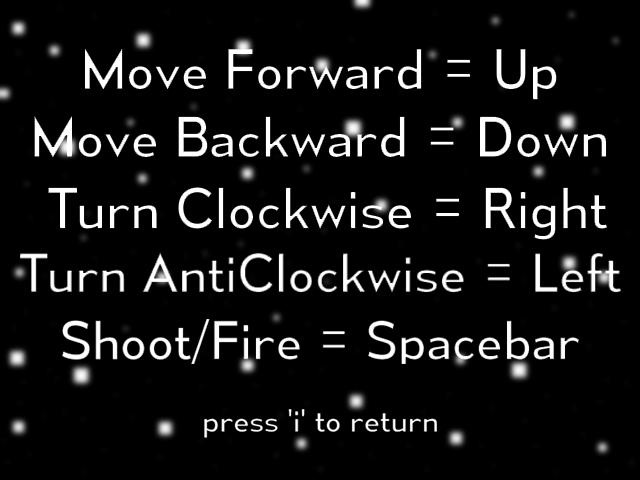 Move Forward = Up
Move Backward = Down
Turn Clockwise = Right
Turn AntiClockwise = Left
Shoot/Fire = Spacebar
press 'i' to return